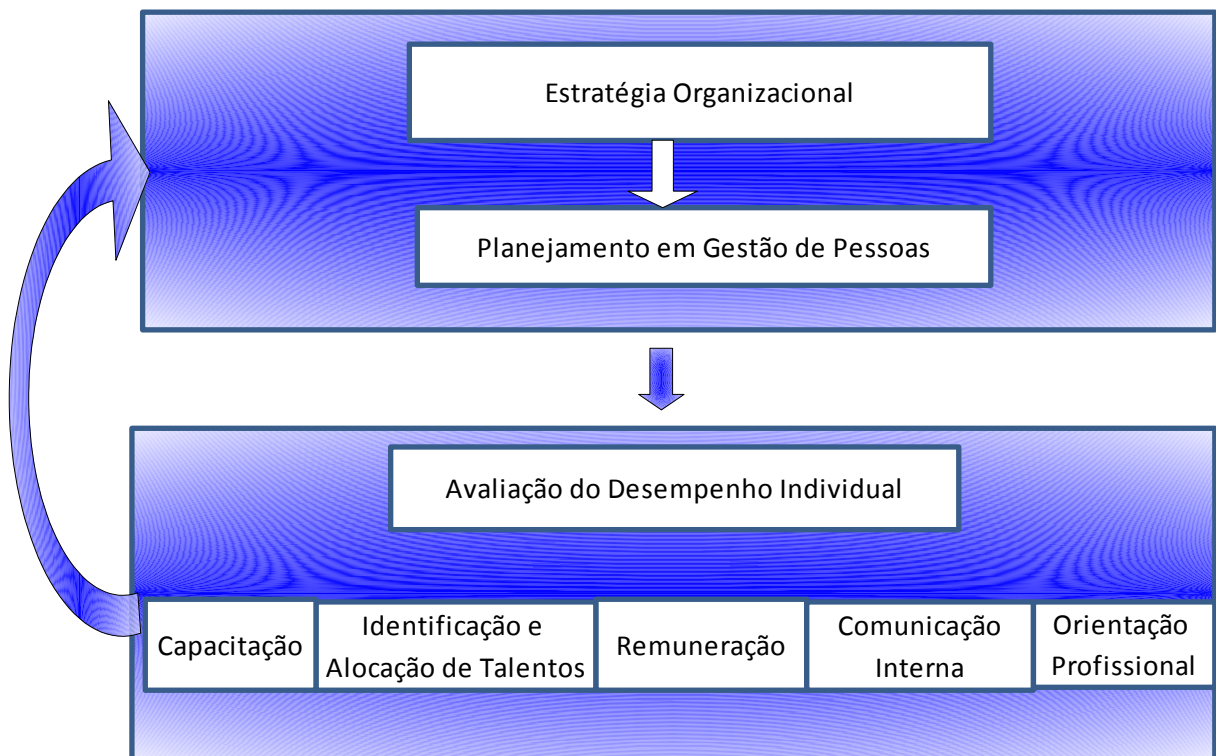 Estratégia Organizacional
Planejamento em Gestão de Pessoas
Avaliação do Desempenho Individual
Capacitação
Identificação e
Alocação de Talentos
Remuneração
Comunicação
Interna
Orientação
Profissional